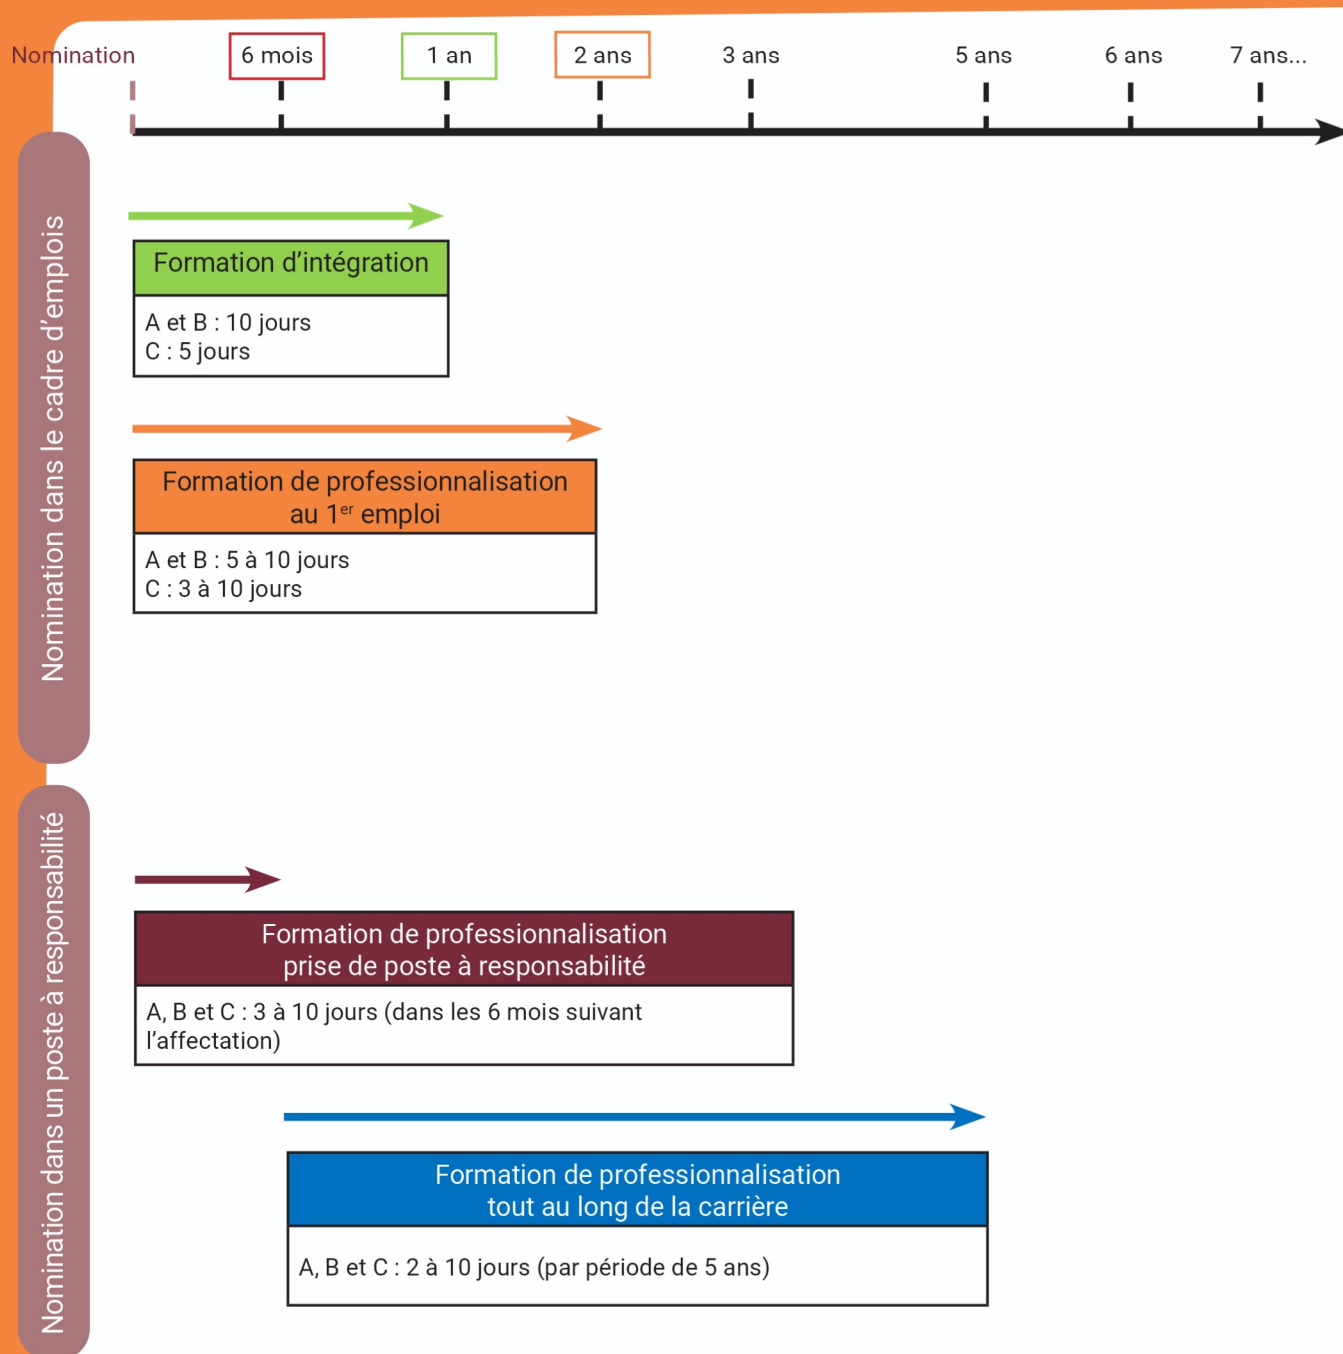 Nomination
6 mois
1 an
2 ans
3 ans
5 ans
6 ans
7 ans...
Nomination dans le cadre d'emplois
Formation d'intégration
A et B : 10 jours
C : 5 jours
Formation de professionnalisation
au 1er emploi
A et B : 5 à 10 jours
C : 3 à 10 jours
Nomination dans un poste à responsabilité
Formation de professionnalisation
prise de poste à responsabilité
A, B et C : 3 à 10 jours (dans les 6 mois suivant
l'affectation)
Formation de professionnalisation
tout au long de la carrière
A, B et C : 2 à 10 jours (par période de 5 ans)